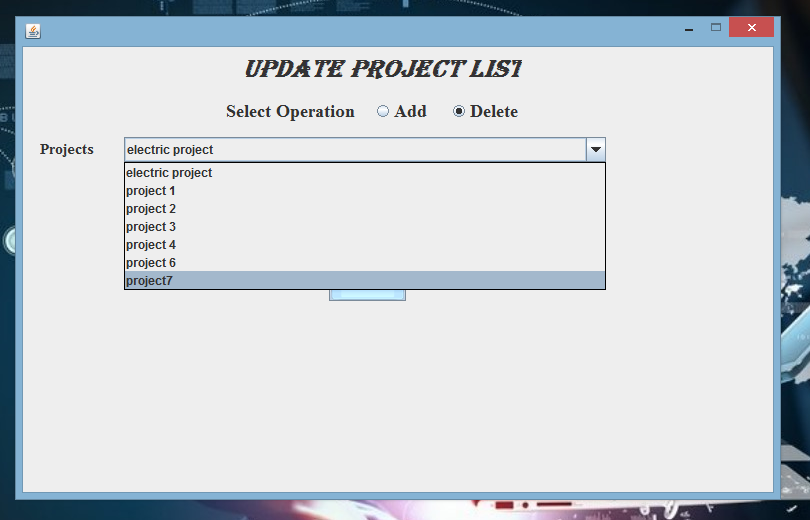 UPDATE PROJECT LIST
Select Operation Add Delete
Projects electric project
electric project
project 1
project 2
project 3
project 4
project 6
project7